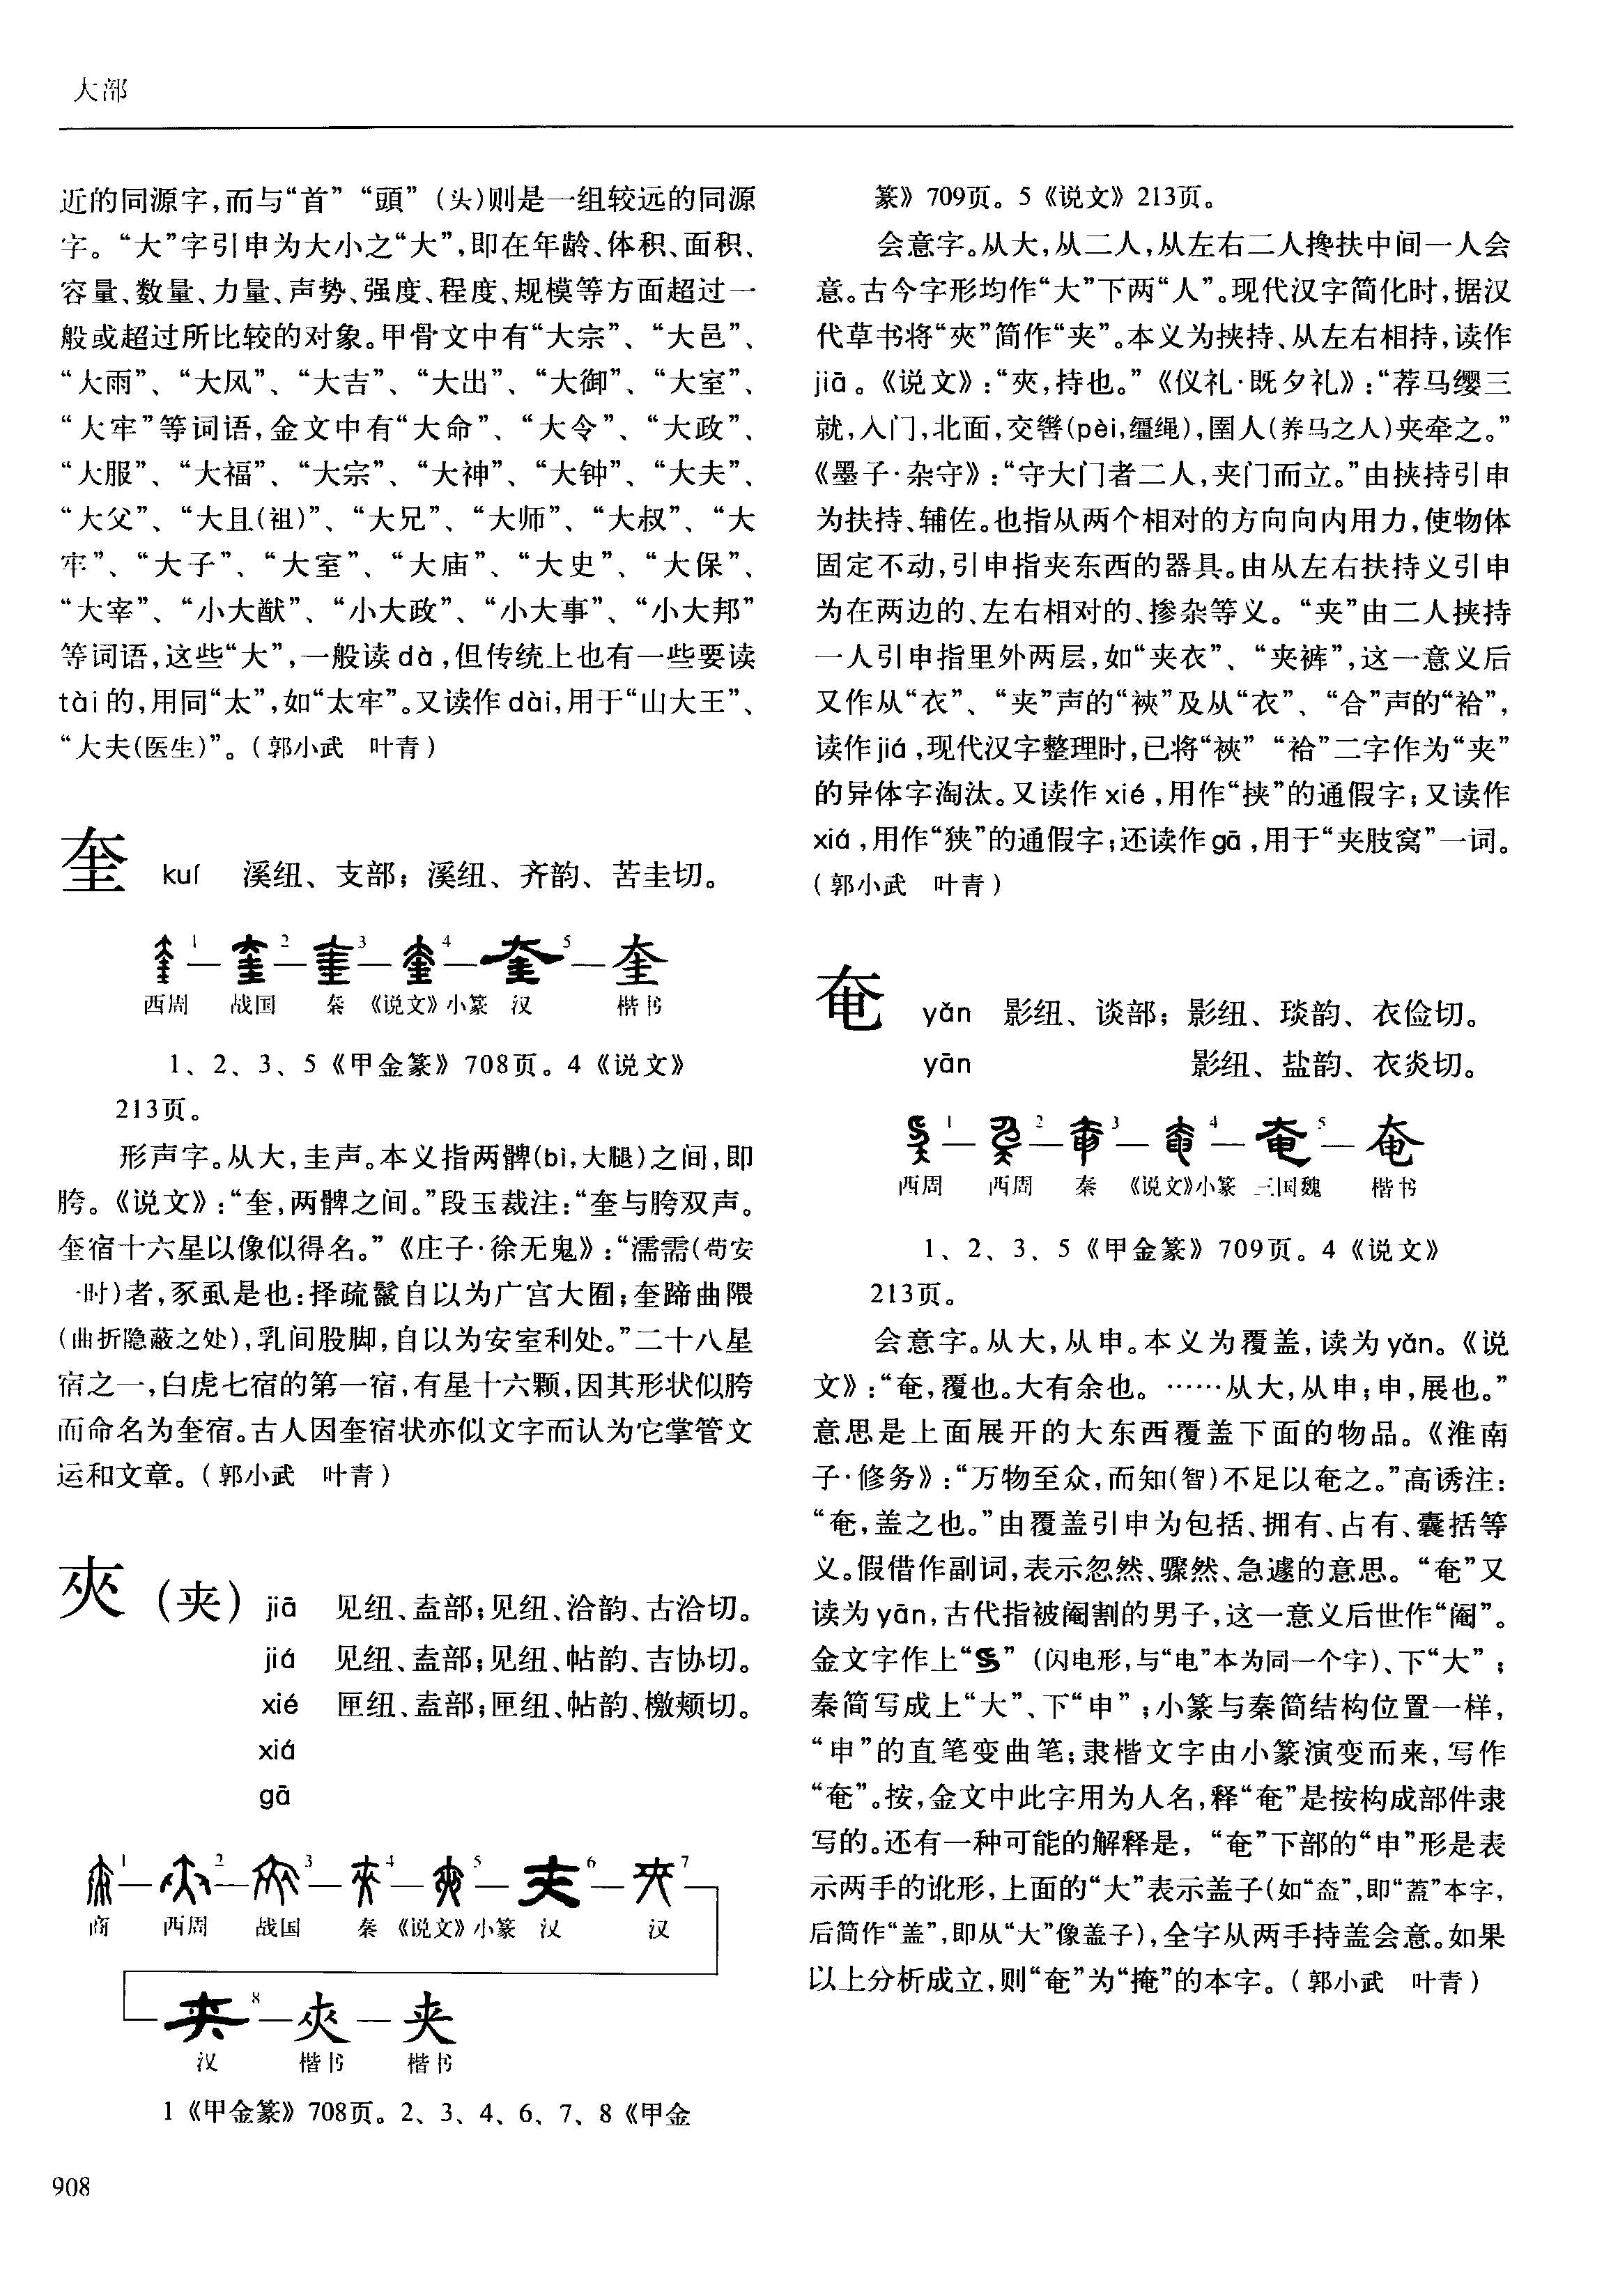 大部
近的同源字,而与“首”“頭”(头)则是一组较远的同源
字。“大”字引申为大小之“大”,即在年龄、体积、面积、
容量、数量、力量、声势、强度、程度、规模等方面超过一
般或超过所比较的对象。甲骨文中有“大宗”、“大邑”、
“大雨”、“大风”、“大吉”、“大出”、“大御”、“大室”、
“大牢”等词语,金文中有“大命”、“大令”、“大政”、
“大服”、“大福”、“大宗”、“大神”、“大钟”、“大夫”、
“大父”、“大且(祖)”、“大兄”、“大师”、“大叔”、“大
牢”、“大子”、“大室”、“大庙”、“大史”、“大保”、
“大宰”、“小大猷”、“小大政”、“小大事”、“小大邦”
等词语,这些“大”,一般读 dà,但传统上也有一些要读
tài 的,用同“太”,如“太牢”。又读作 dài,用于“山大王”、
“大夫(医生)”。(郭小武 叶青)
奎 kuí 溪纽、支部；溪纽、齐韵、苦圭切。
1 — 2 — 3 — 4 — 5 — 奎
西周 战国 秦 《说文》小篆 汉 楷书
1、2、3、5《甲金篆》708页。4《说文》
213页。
形声字。从大,圭声。本义指两髀(bì,大腿)之间,即
胯。《说文》:“奎,两髀之间。”段玉裁注:“奎与胯双声。
奎宿十六星以像似得名。”《庄子·徐无鬼》:“濡需(苟安
一时)者,豕虱是也:择疏鬣自以为广宫大囿;奎蹄曲隈
(曲折隐蔽之处),乳间股脚,自以为安室利处。”二十八星
宿之一,白虎七宿的第一宿,有星十六颗,因其形状似胯
而命名为奎宿。古人因奎宿状亦似文字而认为它掌管文
运和文章。(郭小武 叶青)
夾(夹) jiā 见纽、盍部;见纽、洽韵、古洽切。
jiá 见纽、盍部;见纽、帖韵、吉协切。
xié 匣纽、盍部;匣纽、帖韵、檄颊切。
xiá
gā
1 — 2 — 3 — 4 — 5 — 6 — 7
商 西周 战国 秦 《说文》小篆 汉 汉
8 — 夾 — 夹
汉 楷书 楷书
1《甲金篆》708页。2、3、4、6、7、8《甲金
篆》709页。5《说文》213页。
会意字。从大,从二人,从左右二人搀扶中间一人会
意。古今字形均作“大”下两“人”。现代汉字简化时,据汉
代草书将“夾”简作“夹”。本义为挟持、从左右相持,读作
jiā。《说文》:“夾,持也。”《仪礼·既夕礼》:“荐马缨三
就,入门,北面,交辔(pèi,缰绳),圉人(养马之人)夹牵之。”
《墨子·杂守》:“守大门者二人,夹门而立。”由挟持引申
为扶持、辅佐。也指从两个相对的方向向内用力,使物体
固定不动,引申指夹东西的器具。由从左右扶持义引申
为在两边的、左右相对的、掺杂等义。“夹”由二人挟持
一人引申指里外两层,如“夹衣”、“夹裤”,这一意义后
又作从“衣”、“夹”声的“裌”及从“衣”、“合”声的“袷”,
读作 jiá,现代汉字整理时,已将“裌”“袷”二字作为“夹”
的异体字淘汰。又读作 xié,用作“挟”的通假字;又读作
xiá,用作“狭”的通假字;还读作 gā,用于“夹肢窝”一词。
(郭小武 叶青)
奄 yǎn 影纽、谈部；影纽、琰韵、衣俭切。
yān 影纽、盐韵、衣炎切。
1 — 2 — 3 — 4 — 5 — 奄
西周 西周 秦 《说文》小篆 三国魏 楷书
1、2、3、5《甲金篆》709页。4《说文》
213页。
会意字。从大,从申。本义为覆盖,读为 yǎn。《说
文》:“奄,覆也。大有余也。……从大,从申;申,展也。”
意思是上面展开的大东西覆盖下面的物品。《淮南
子·修务》:“万物至众,而知(智)不足以奄之。”高诱注:
“奄,盖之也。”由覆盖引申为包括、拥有、占有、囊括等
义。假借作副词,表示忽然、骤然、急遽的意思。“奄”又
读为 yān,古代指被阉割的男子,这一意义后世作“阉”。
金文字作上“”(闪电形,与“电”本为同一个字)、下“大”;
秦简写成上“大”、下“申”;小篆与秦简结构位置一样,
“申”的直笔变曲笔;隶楷文字由小篆演变而来,写作
“奄”。按,金文中此字用为人名,释“奄”是按构成部件隶
写的。还有一种可能的解释是,“奄”下部的“申”形是表
示两手的讹形,上面的“大”表示盖子(如“盍”,即“蓋”本字,
后简作“盖”,即从“大”像盖子),全字从两手持盖会意。如果
以上分析成立,则“奄”为“掩”的本字。(郭小武 叶青)
908